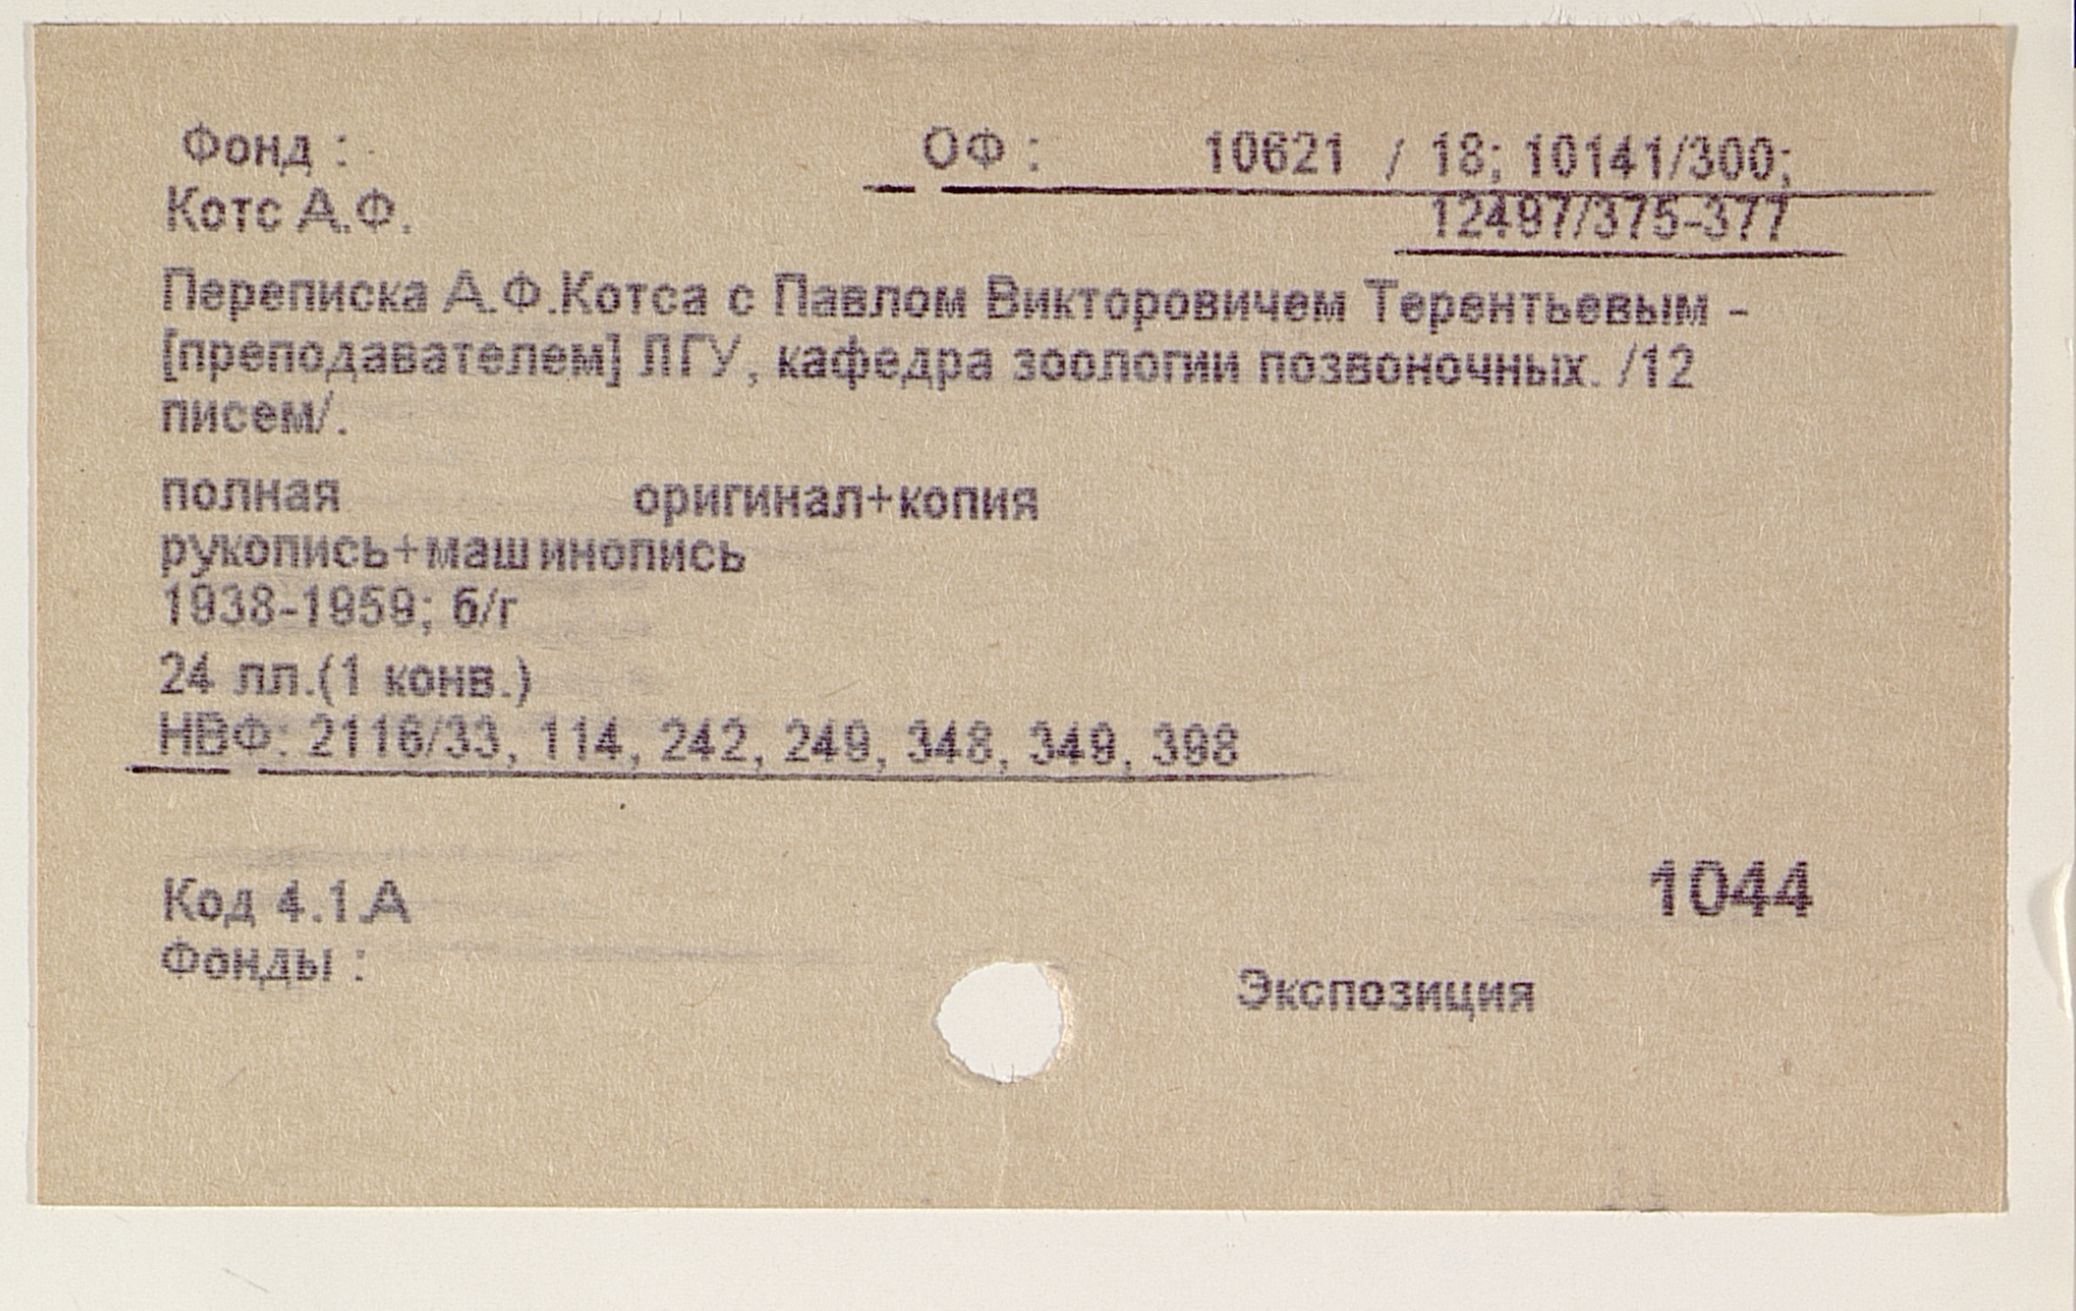 Фонд : ОФ : 10621 / 18; 10141/300;
Котс А.Ф. 12497/375-377
Переписка А.Ф.Котса с Павлом Викторовичем Терентьевым -
[преподавателем] ЛГУ, кафедра зоологии позвоночных. /12
писем/.
полная оригинал+копия
рукопись+машинопись
1938-1959; б/г
24 лл.(1 конв.)
НВФ: 2116/33, 114, 242, 249, 348, 349, 398
Код 4.1.А 1044
Фонды : Экспозиция